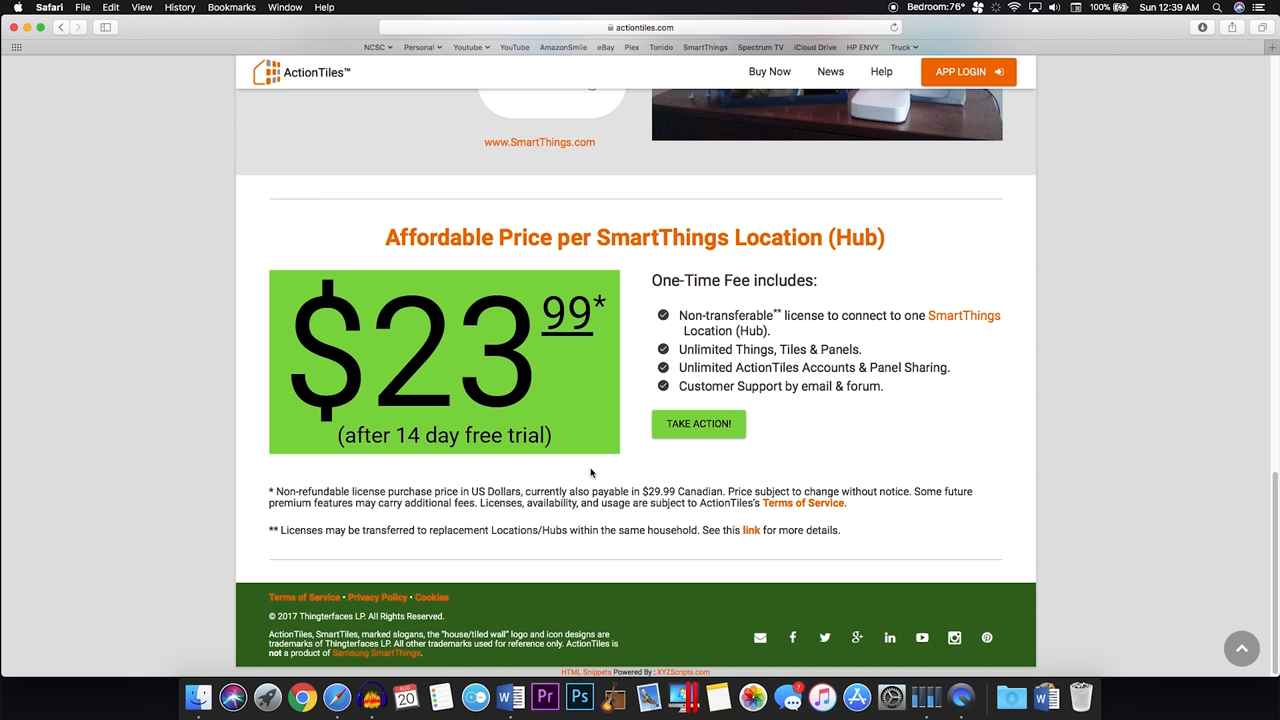 Safari File Edit View History Bookmarks Window Help Bedroom:76° 100% Sun 12:39 AM
actiontiles.com
NCSC Personal Youtube YouTube AmazonSmile eBay Plex Tonido SmartThings Spectrum TV iCloud Drive HP ENVY Truck
ActionTiles™ Buy Now News Help APP LOGIN
www.SmartThings.com
Affordable Price per SmartThings Location (Hub)
$23 99*
(after 14 day free trial)
One-Time Fee includes:
Non-transferable** license to connect to one SmartThings
Location (Hub).
Unlimited Things, Tiles & Panels.
Unlimited ActionTiles Accounts & Panel Sharing.
Customer Support by email & forum.
TAKE ACTION!
* Non-refundable license purchase price in US Dollars, currently also payable in $29.99 Canadian. Price subject to change without notice. Some future
premium features may carry additional fees. Licenses, availability, and usage are subject to ActionTiles's Terms of Service.
** Licenses may be transferred to replacement Locations/Hubs within the same household. See this link for more details.
Terms of Service • Privacy Policy • Cookies
© 2017 Thingterfaces LP. All Rights Reserved.
ActionTiles, SmartTiles, marked slogans, the "house/tiled wall" logo and icon designs are
trademarks of Thingterfaces LP. All other trademarks used for reference only. ActionTiles is
not a product of Samsung SmartThings.
HTML Snippets Powered By : XYZScripts.com
AUG
20
Pr
Ps
7